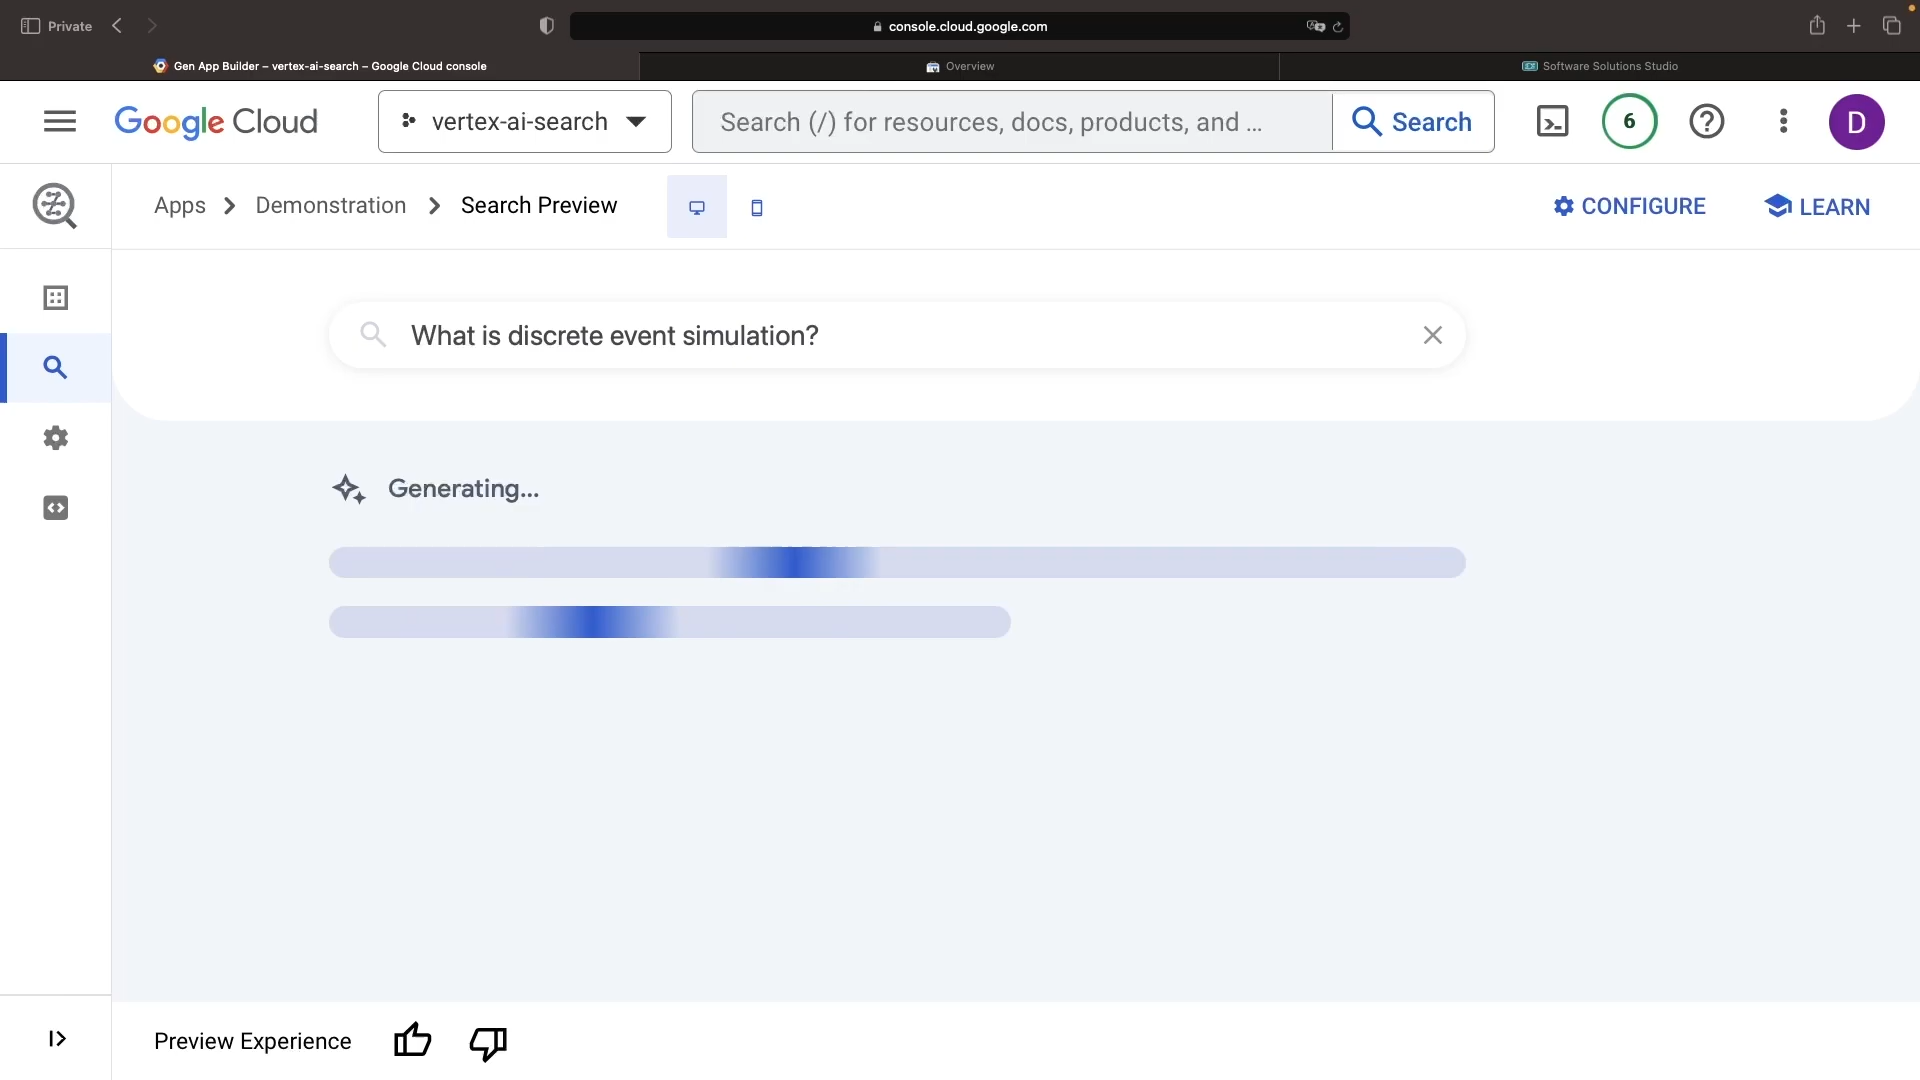 Private
console.cloud.google.com
Gen App Builder – vertex-ai-search – Google Cloud console
Overview
Software Solutions Studio
Google Cloud
vertex-ai-search
Search (/) for resources, docs, products, and ...
Search
6
D
Apps
Demonstration
Search Preview
CONFIGURE
LEARN
What is discrete event simulation?
Generating...
Preview Experience